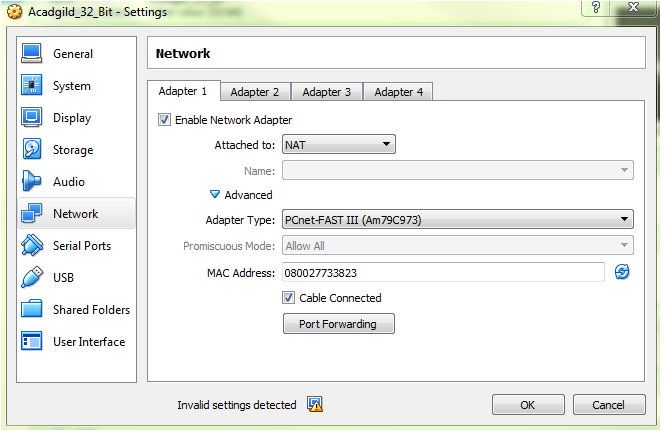 Acadgild_32_Bit - Settings
?
General
System
Display
Storage
Audio
Network
Serial Ports
USB
Shared Folders
User Interface
Network
Adapter 1
Adapter 2
Adapter 3
Adapter 4
Enable Network Adapter
Attached to: NAT
Name:
Advanced
Adapter Type: PCnet-FAST III (Am79C973)
Promiscuous Mode: Allow All
MAC Address: 080027733823
Cable Connected
Port Forwarding
Invalid settings detected
OK
Cancel